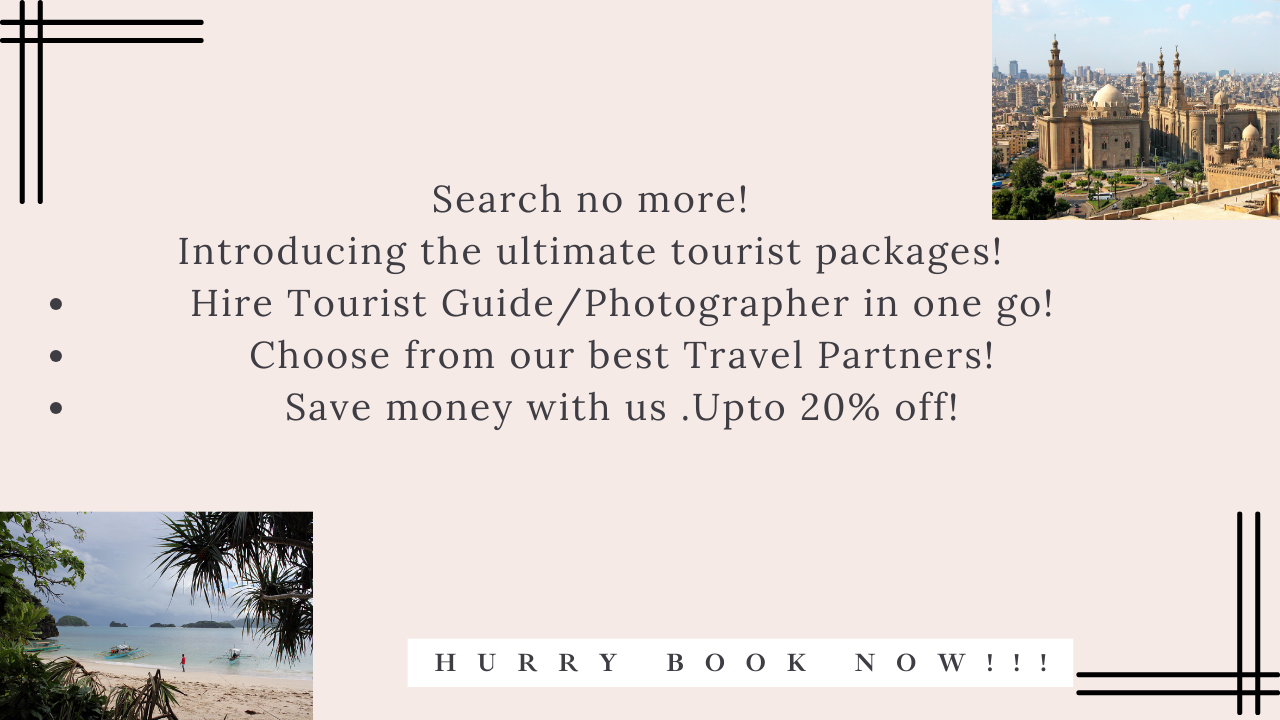 Search no more!
Introducing the ultimate tourist packages!
• Hire Tourist Guide/Photographer in one go!
• Choose from our best Travel Partners!
• Save money with us .Upto 20% off!
HURRY BOOK NOW!!!